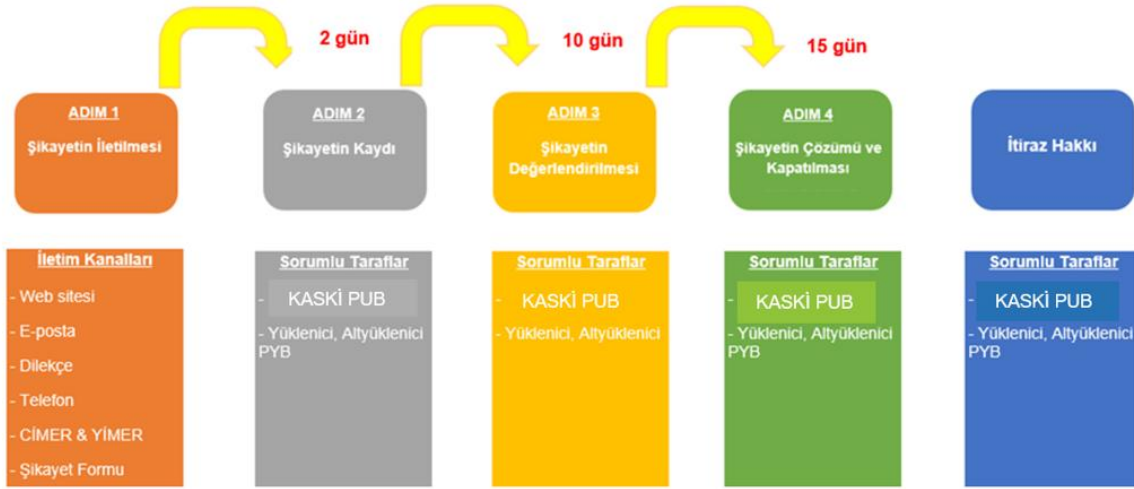 2 gün
10 gün
15 gün
ADIM 1
Şikayetin İletilmesi
ADIM 2
Şikayetin Kaydı
ADIM 3
Şikayetin
Değerlendirilmesi
ADIM 4
Şikayetin Çözümü ve
Kapatılması
İtiraz Hakkı
İletim Kanalları
- Web sitesi
- E-posta
- Dilekçe
- Telefon
- CİMER & YİMER
- Şikayet Formu
Sorumlu Taraflar
- KASKİ PUB
- Yüklenici, Altyüklenici
PYB
Sorumlu Taraflar
- KASKİ PUB
- Yüklenici, Altyüklenici
Sorumlu Taraflar
- KASKİ PUB
- Yüklenici, Altyüklenici
PYB
Sorumlu Taraflar
- KASKİ PUB
- Yüklenici, Altyüklenici
PYB